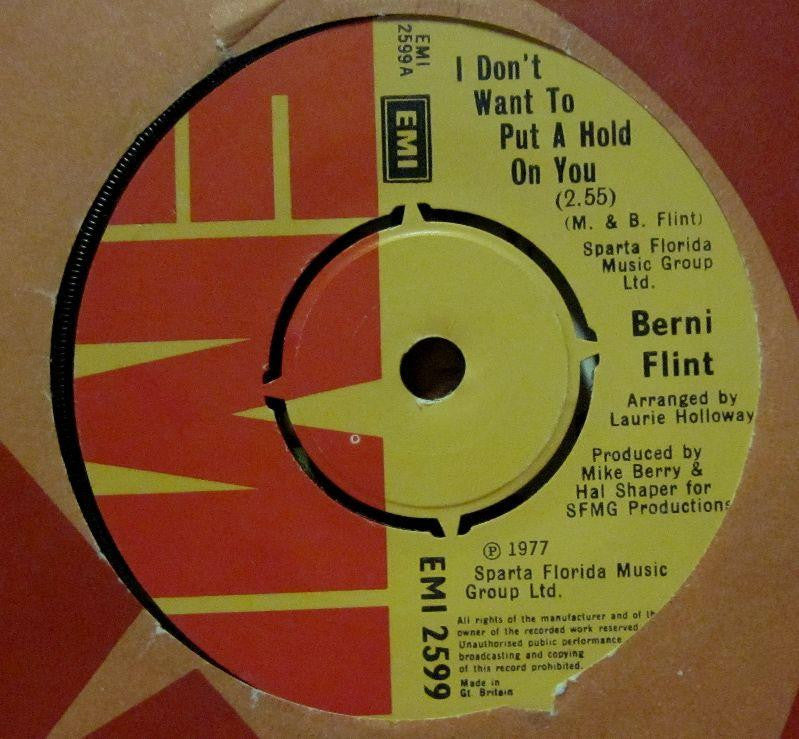 EMI
2599A
EMI
I Don't
Want To
Put A Hold
On You
(2.55)
(M. & B. Flint)
Sparta Florida
Music Group
Ltd.
Berni
Flint
Arranged by
Laurie Holloway
Produced by
Mike Berry &
Hal Shaper for
SFMG Productions
℗ 1977
Sparta Florida Music
Group Ltd.
EMI 2599
All rights of the manufacturer and of th
owner of the recorded work reserved
Unauthorised public performance
broadcasting and copying
of this record prohibited.
Made in
Gt. Britain
EMI